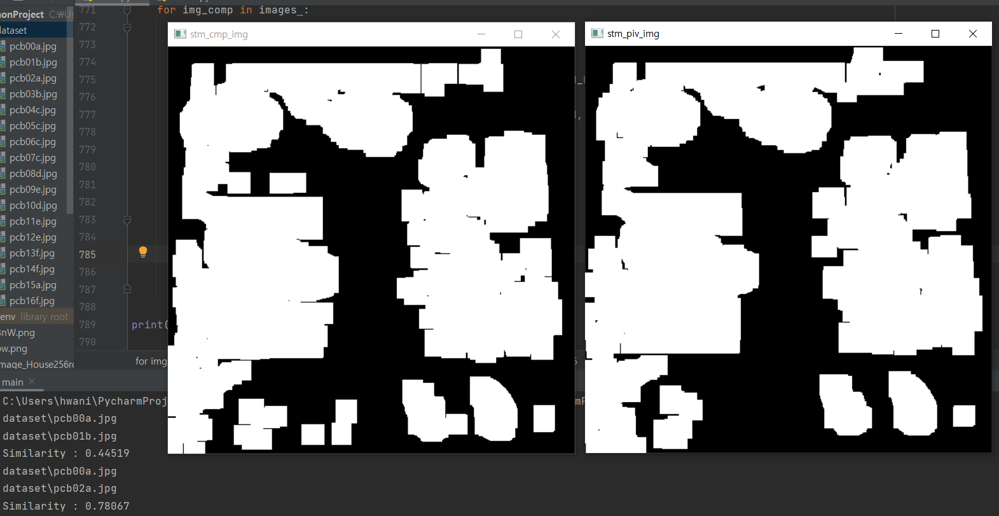 771 for img_comp in images :
nonProject C:₩Us
dataset
pcb00a.jpg
pcb01b.jpg
pcb02a.jpg
pcb03b.jpg
pcb04c.jpg
pcb05c.jpg
pcb06c.jpg
pcb07c.jpg
pcb08d.jpg
pcb09e.jpg
pcb10d.jpg
pcb11e.jpg
pcb12e.jpg
pcb13f.jpg
pcb14f.jpg
pcb15a.jpg
pcb16f.jpg
env library root
BnW.png
ow.png
mage_House256r
772
773
774
775
776
777
778
779
780
781
782
783
784
785
786
787
788
789 print(
790
for img
stm_cmp_img
stm_piv_img
main
C:\Users\hwani\PycharmProj
dataset\pcb00a.jpg
dataset\pcb01b.jpg
Similarity : 0.44519
dataset\pcb00a.jpg
dataset\pcb02a.jpg
Similarity : 0.78067